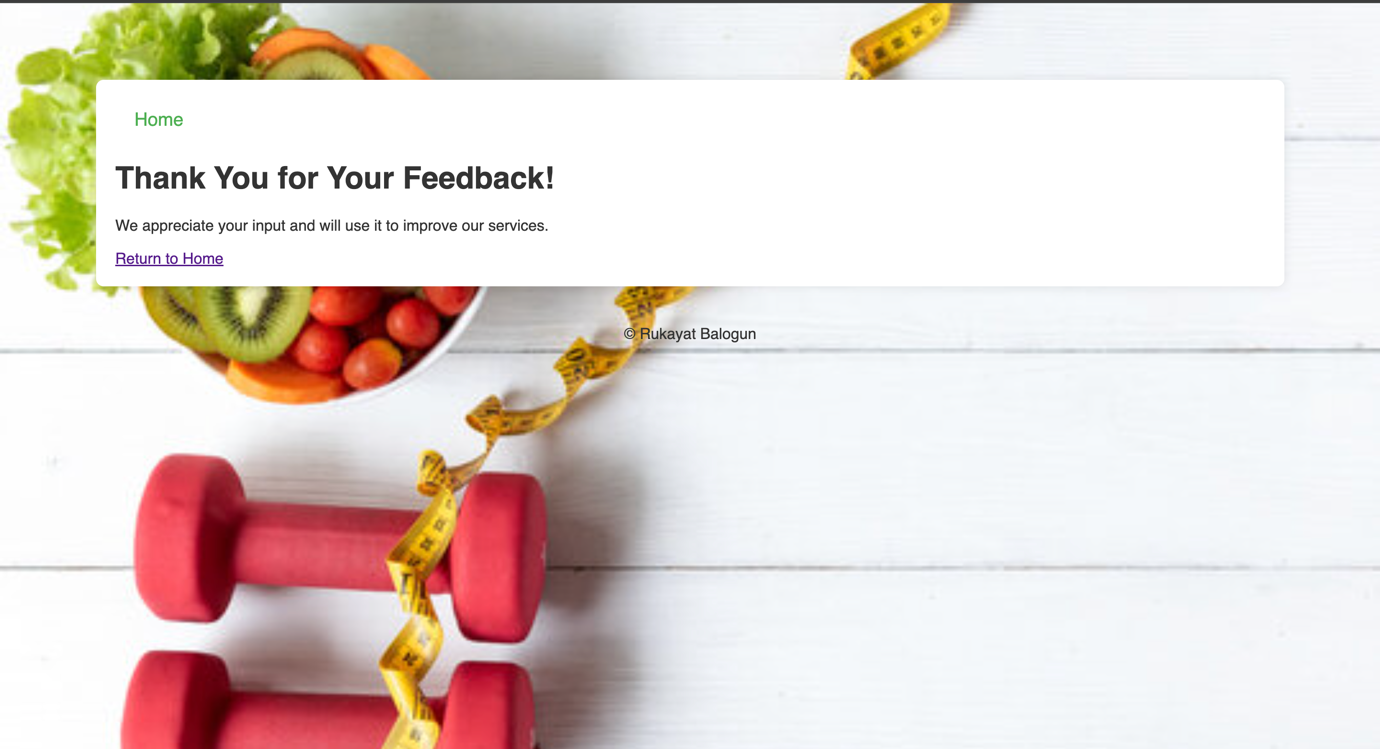 Home
Thank You for Your Feedback!
We appreciate your input and will use it to improve our services.
Return to Home
© Rukayat Balogun